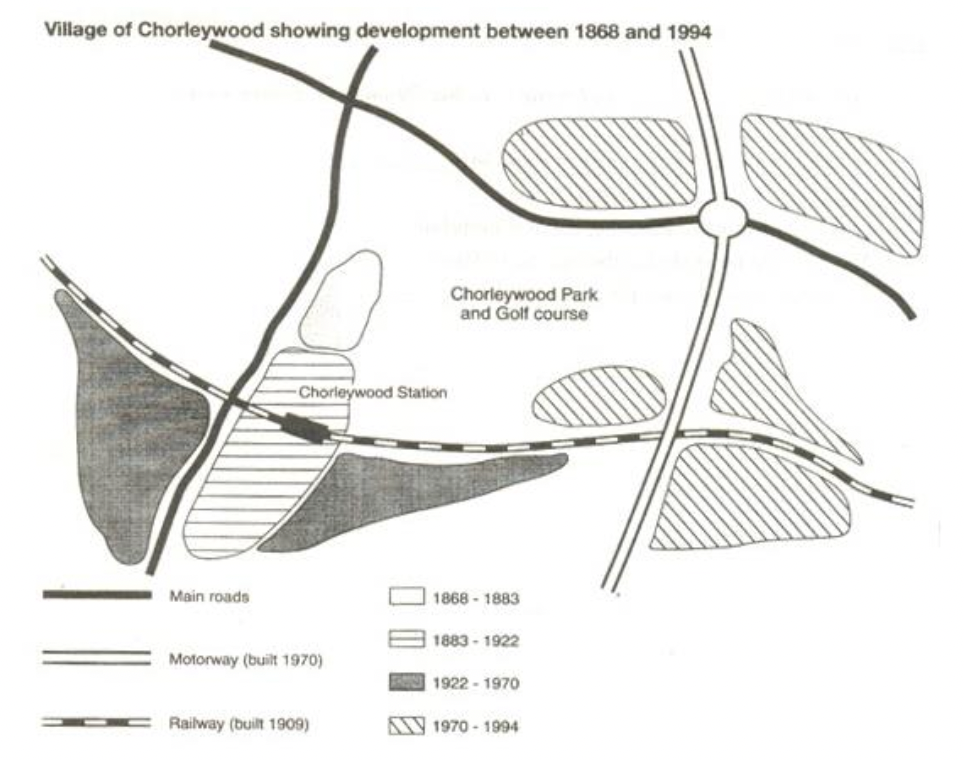 Village of Chorleywood showing development between 1868 and 1994
Chorleywood Park
and Golf course
Chorleywood Station
Main roads
Motorway (built 1970)
Railway (built 1909)
1868 - 1883
1883 - 1922
1922 - 1970
1970 - 1994